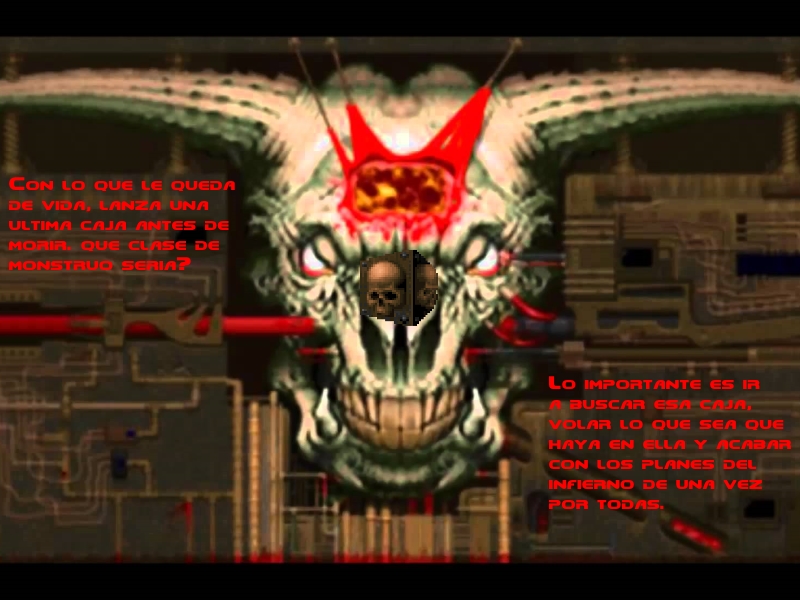 Con lo que le queda
de vida, lanza una
ultima caja antes de
morir. que clase de
monstruo seria?
Lo importante es ir
a buscar esa caja,
volar lo que sea que
haya en ella y acabar
con los planes del
infierno de una vez
por todas.